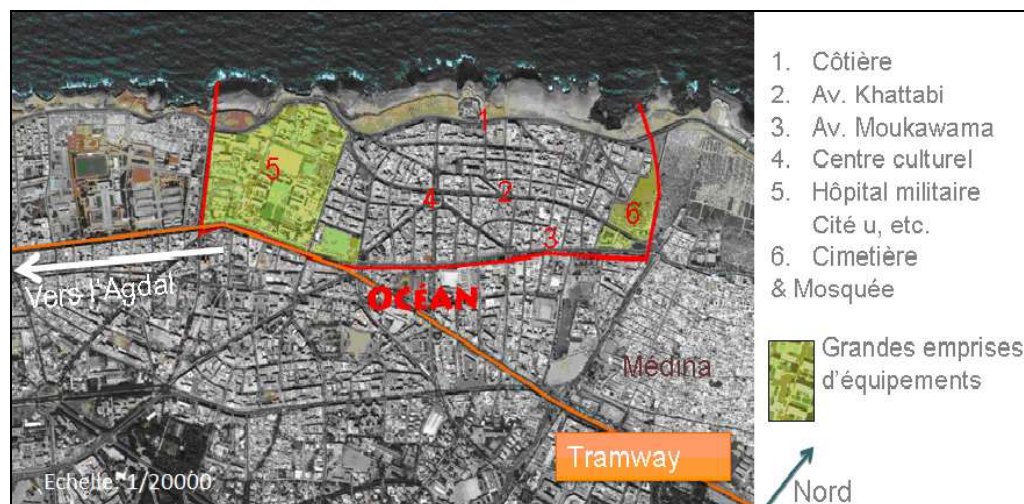 1
2
3
4
5
6
OCÉAN
Vers l'Agdal
Médina
Tramway
Echelle: 1/20000
1. Côtière
2. Av. Khattabi
3. Av. Moukawama
4. Centre culturel
5. Hôpital militaire
Cité u, etc.
6. Cimetière
& Mosquée
Grandes emprises
d'équipements
Nord